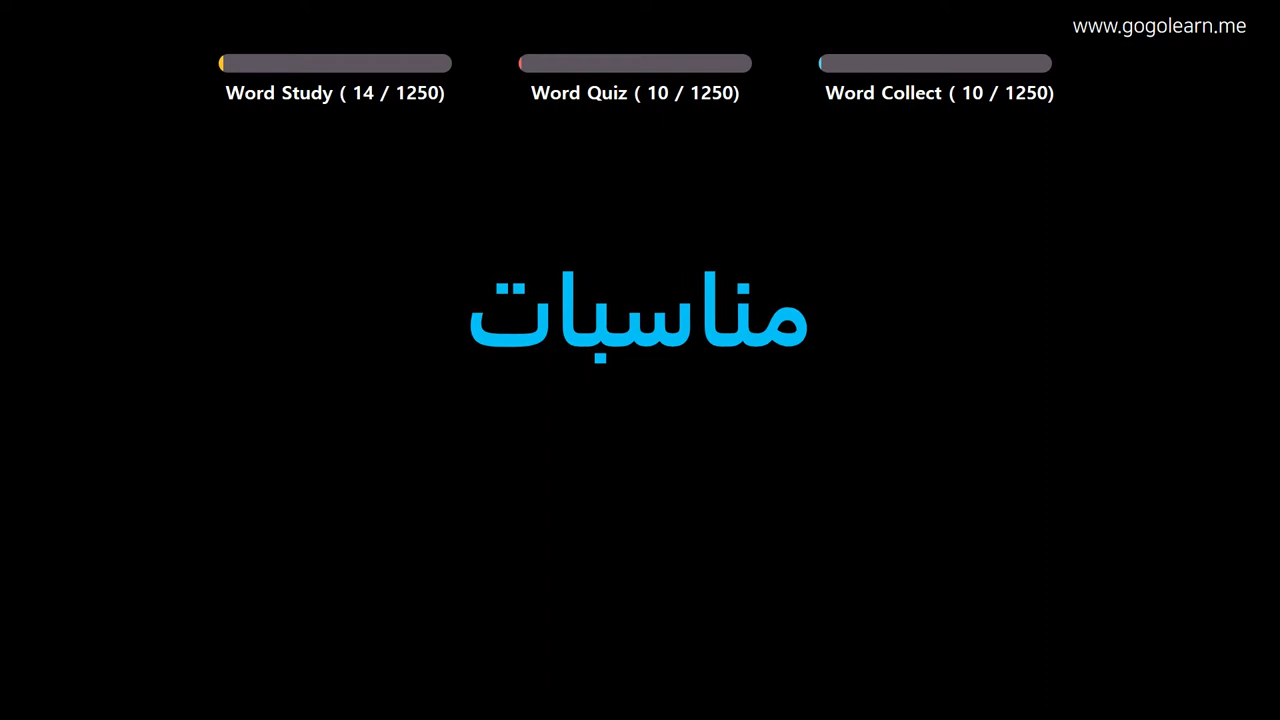 www.gogolearn.me
Word Study ( 14 / 1250)
Word Quiz ( 10 / 1250)
Word Collect ( 10 / 1250)
مناسبات